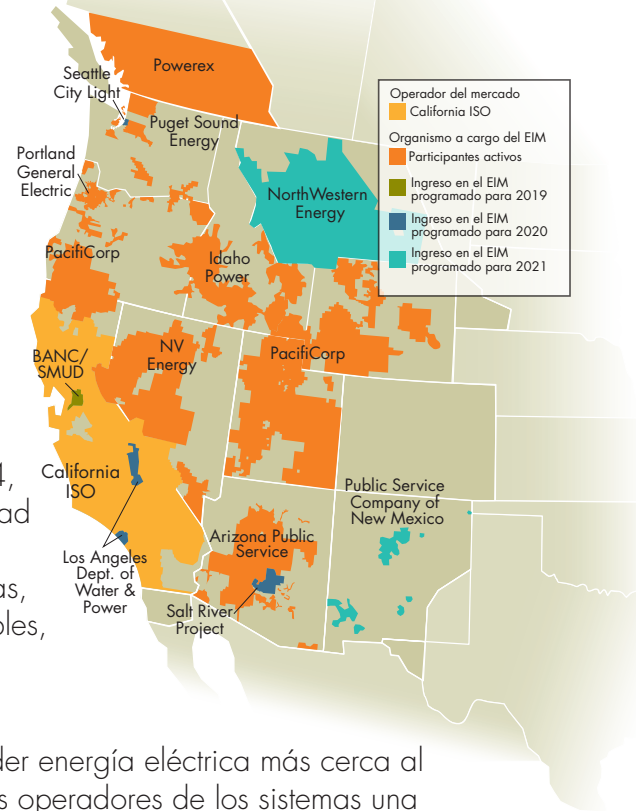 Powerex
Seattle
City Light
Puget Sound
Energy
Portland
General
Electric
NorthWestern
Energy
PacifiCorp
Idaho
Power
BANC/
SMUD
NV
Energy
PacifiCorp
California
ISO
Public Service
Company of
New Mexico
Arizona Public
Service
Los Angeles
Dept. of
Water &
Power
Salt River
Project
Operador del mercado
California ISO
Organismo a cargo del EIM
Participantes activos
Ingreso en el EIM
programado para 2019
Ingreso en el EIM
programado para 2020
Ingreso en el EIM
programado para 2021
der energía eléctrica más cerca al
s operadores de los sistemas una